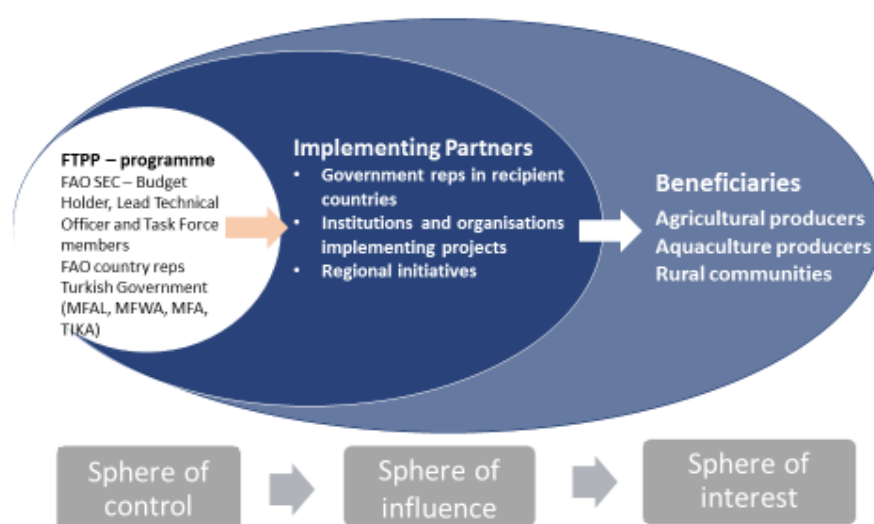 FTPP – programme
FAO SEC – Budget
Holder, Lead Technical
Officer and Task Force
members
FAO country reps
Turkish Government
(MFAL, MFWA, MFA,
TIKA)
Implementing Partners
• Government reps in recipient
countries
• Institutions and organisations
implementing projects
• Regional initiatives
Beneficiaries
Agricultural producers
Aquaculture producers
Rural communities
Sphere of
control
Sphere of
influence
Sphere of
interest